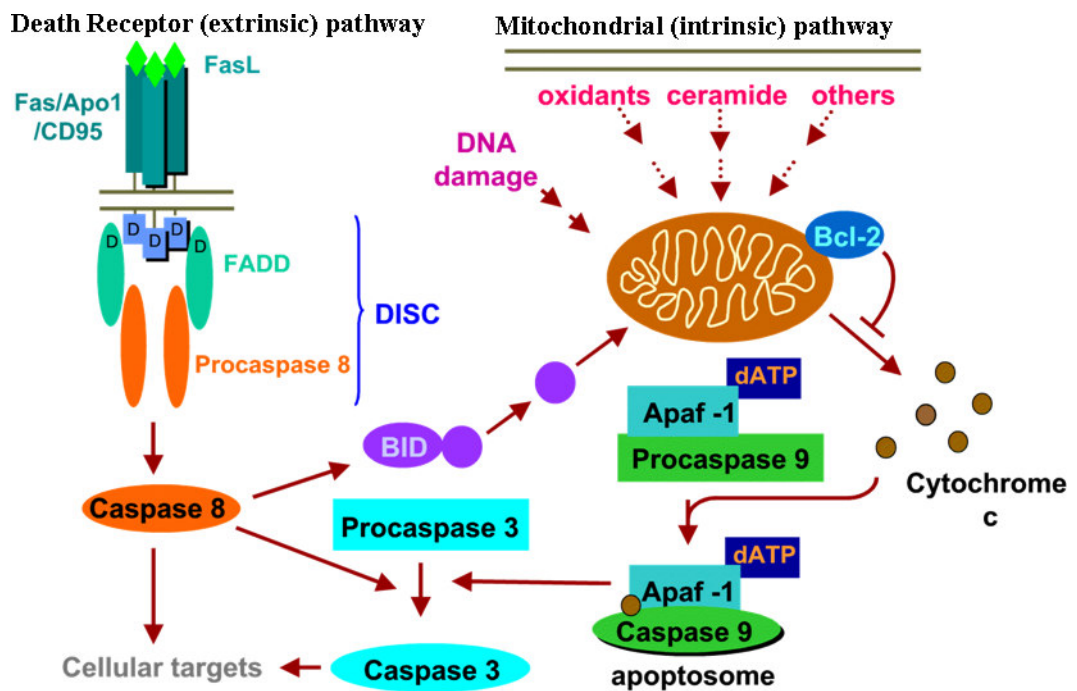 Death Receptor (extrinsic) pathway
Mitochondrial (intrinsic) pathway
FasL
Fas/Apo1
/CD95
oxidants ceramide others
DNA
damage
D D D
D D
FADD
Bcl-2
DISC
Procaspase 8
dATP
Apaf -1
Procaspase 9
BID
Cytochrome
c
Caspase 8
Procaspase 3
dATP
Apaf -1
Caspase 9
apoptosome
Cellular targets
Caspase 3